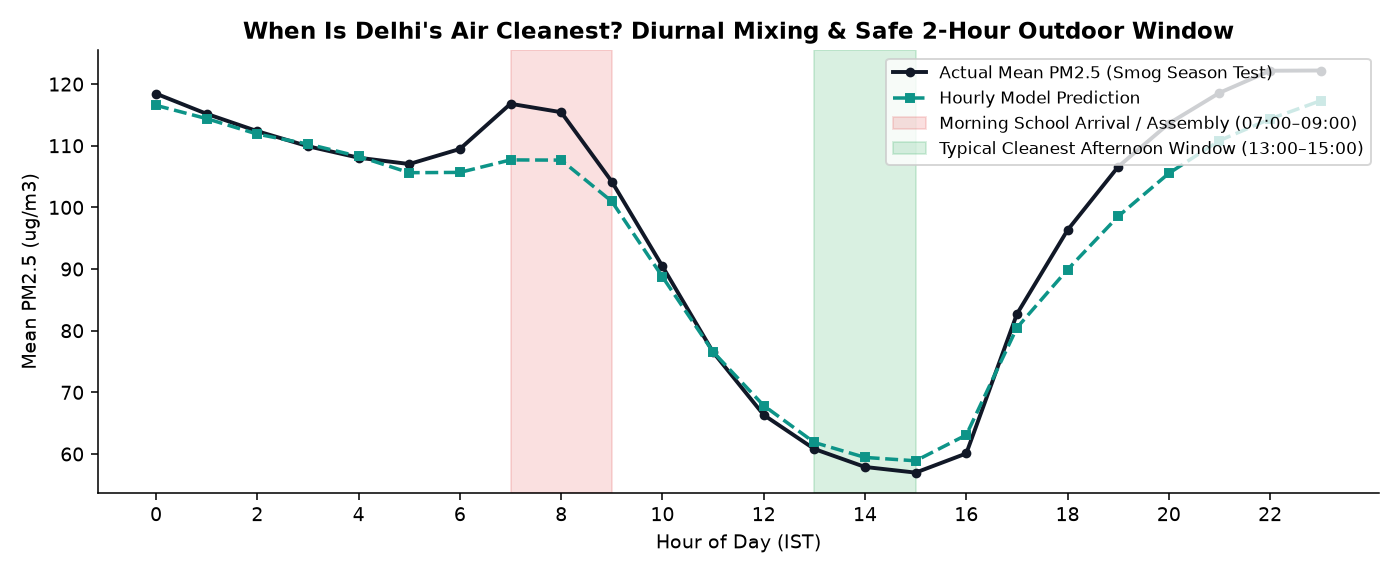 When Is Delhi's Air Cleanest? Diurnal Mixing & Safe 2-Hour Outdoor Window
Actual Mean PM2.5 (Smog Season Test)
Hourly Model Prediction
Morning School Arrival / Assembly (07:00–09:00)
Typical Cleanest Afternoon Window (13:00–15:00)
Mean PM2.5 (ug/m3)
120
110
100
90
80
70
60
0 2 4 6 8 10 12 14 16 18 20 22
Hour of Day (IST)